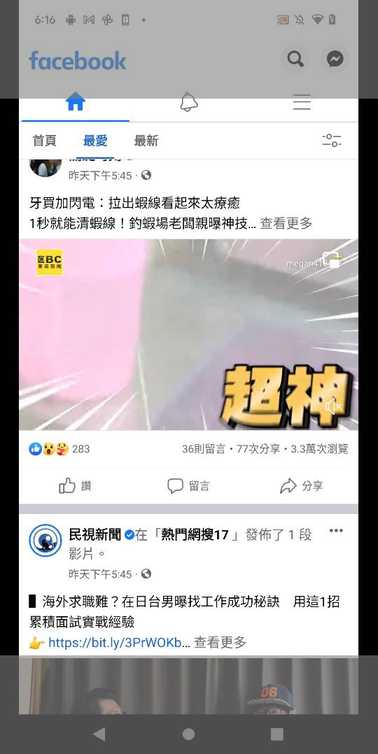 6:16
facebook
首頁 最愛 最新
昨天下午5:45
牙買加閃電：拉出蝦線看起來太療癒
1秒就能清蝦線！釣蝦場老闆親曝神技… 查看更多
EBC
超神
283 36則留言・77次分享・3.3萬次瀏覽
讚 留言 分享
民視新聞 在「熱門網搜17」發佈了 1 段
影片。
昨天下午5:45
海外求職難？在日台男曝找工作成功秘訣 用這1招
累積面試實戰經驗
👉 https://bit.ly/3PrWOKb… 查看更多